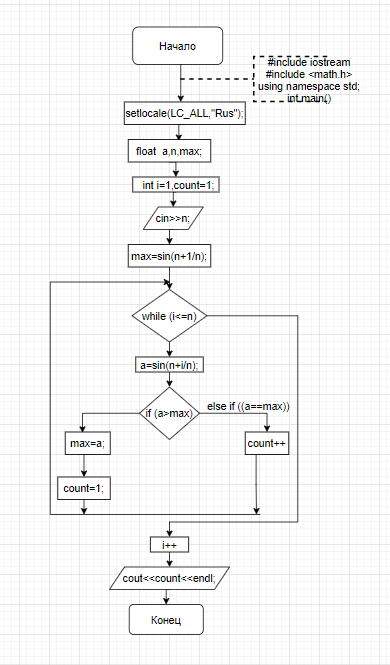 Начало
#include iostream
#include <math.h>
using namespace std;
int main()
setlocale(LC_ALL,"Rus");
float a,n,max;
int i=1,count=1;
cin>>n;
max=sin(n+1/n);
while (i<=n)
a=sin(n+i/n);
if (a>max)
else if ((a==max))
max=a;
count++
count=1;
i++
cout<<count<<endl;
Конец